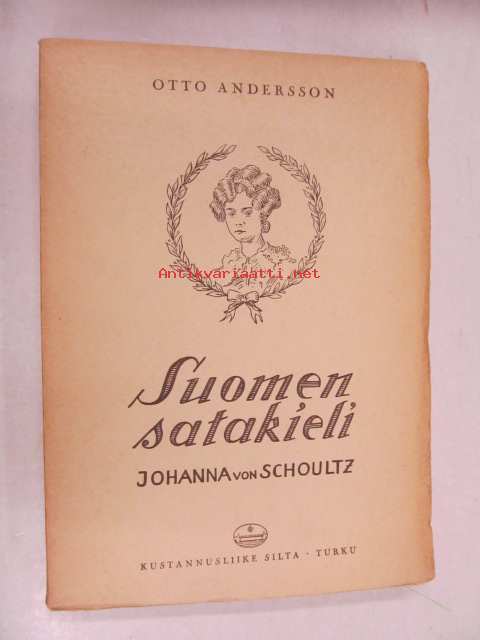 OTTO ANDERSSON
Antikvariaatti.net
Suomen
satakieli
JOHANNA VON SCHOULTZ
KUSTANNUSLIIKE SILTA · TURKU